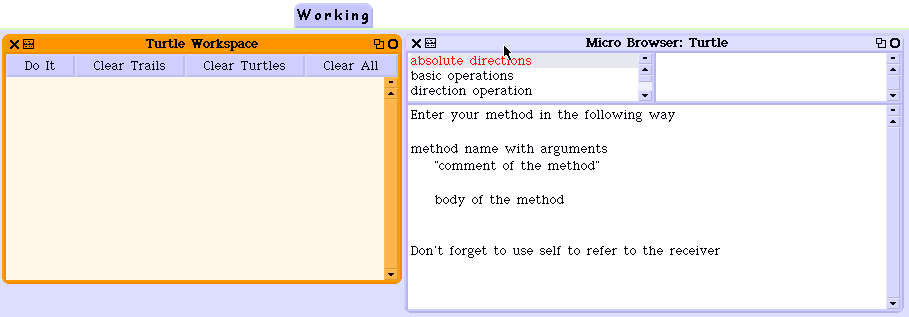 Working
Turtle Workspace
Do It Clear Trails Clear Turtles Clear All
Micro Browser: Turtle
absolute directions
basic operations
direction operation
Enter your method in the following way
method name with arguments
"comment of the method"
body of the method
Don't forget to use self to refer to the receiver